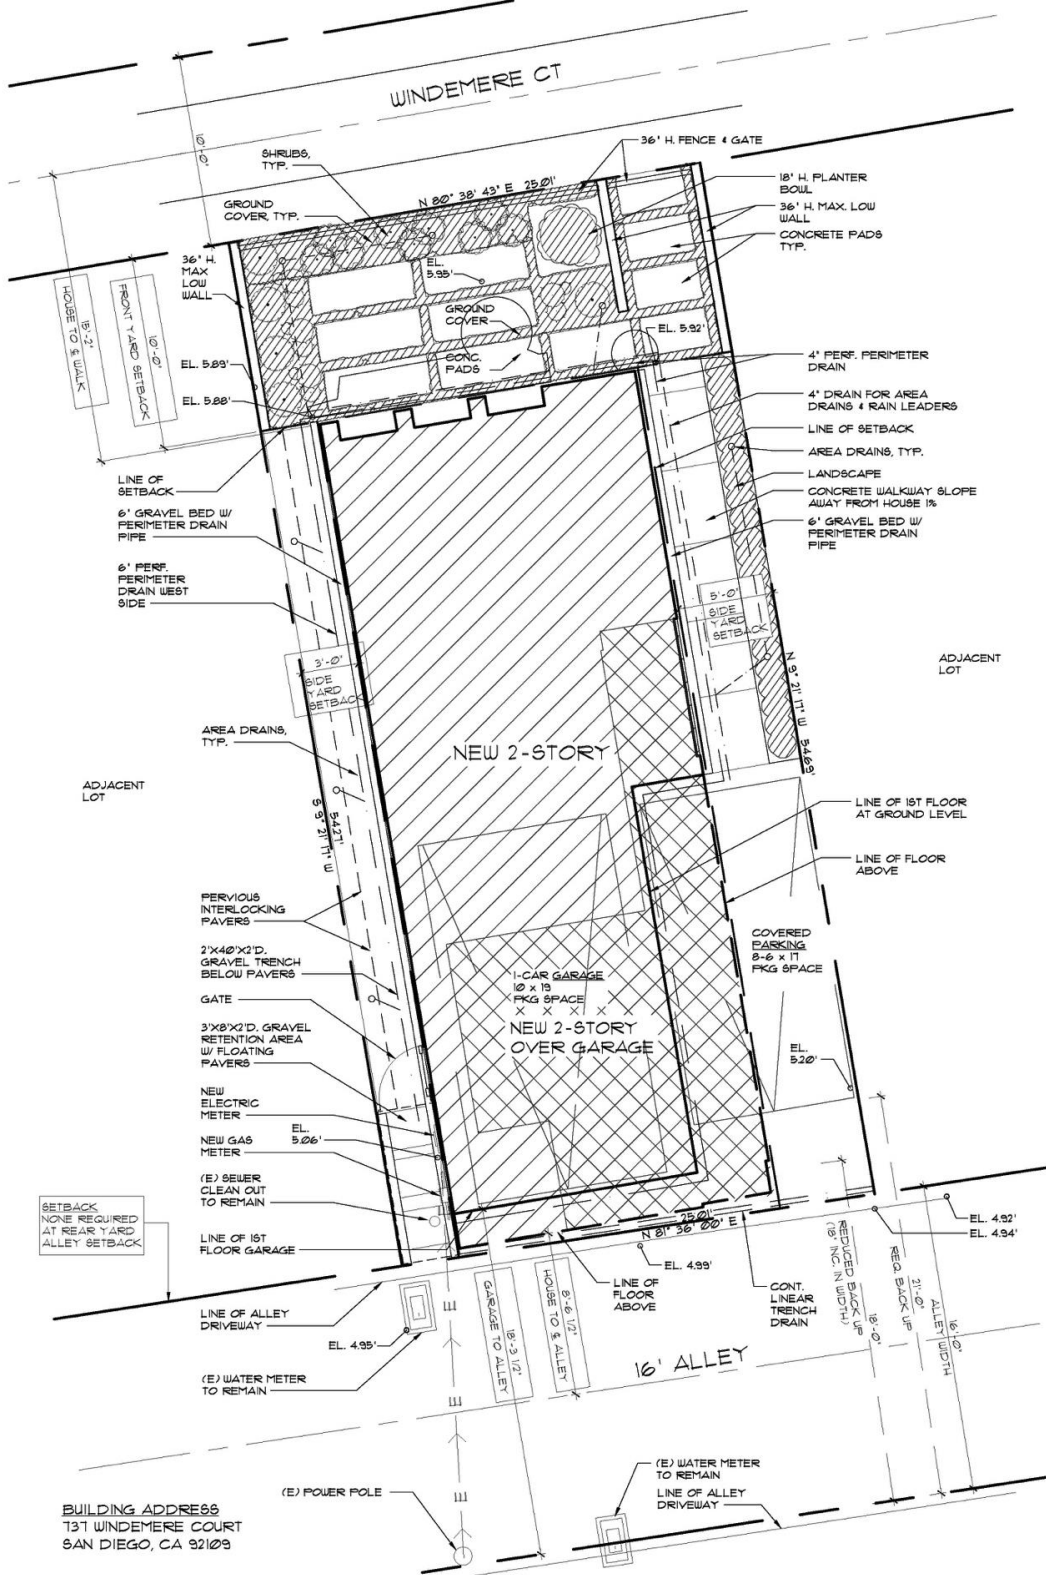 WINDEMERE CT
10'-0"
SHRUBS,
TYP.
36" H. FENCE & GATE
N 80° 38' 43" E 25.01'
GROUND
COVER, TYP.
18" H. PLANTER
BOWL
36" H. MAX. LOW
WALL
CONCRETE PADS
TYP.
36" H.
MAX
LOW
WALL
EL.
5.95'
GROUND
COVER
CONC.
PADS
EL. 5.92'
15'-2"
HOUSE TO ⅊ WALK
10'-0"
FRONT YARD SETBACK
EL. 5.89'
EL. 5.88'
4" PERF. PERIMETER
DRAIN
4" DRAIN FOR AREA
DRAINS & RAIN LEADERS
LINE OF SETBACK
AREA DRAINS, TYP.
LANDSCAPE
CONCRETE WALKWAY SLOPE
AWAY FROM HOUSE 1%
6" GRAVEL BED W/
PERIMETER DRAIN
PIPE
LINE OF
SETBACK
6" GRAVEL BED W/
PERIMETER DRAIN
PIPE
6" PERF.
PERIMETER
DRAIN WEST
SIDE
5'-0"
SIDE
YARD
SETBACK
3'-0"
SIDE
YARD
SETBACK
ADJACENT
LOT
N 9° 21' 17" W 54.69'
AREA DRAINS,
TYP.
NEW 2-STORY
ADJACENT
LOT
54.27'
S 9° 21' 17" W
LINE OF 1ST FLOOR
AT GROUND LEVEL
LINE OF FLOOR
ABOVE
PERVIOUS
INTERLOCKING
PAVERS
2'X40'X2'D.
GRAVEL TRENCH
BELOW PAVERS
GATE
3'X8'X2'D. GRAVEL
RETENTION AREA
W/ FLOATING
PAVERS
COVERED
PARKING
8-6 x 17
PKG SPACE
1-CAR GARAGE
10 x 19
PKG SPACE
NEW 2-STORY
OVER GARAGE
EL.
5.20'
NEW
ELECTRIC
METER
EL.
5.06'
NEW GAS
METER
(E) SEWER
CLEAN OUT
TO REMAIN
LINE OF 1ST
FLOOR GARAGE
SETBACK
NONE REQUIRED
AT REAR YARD
ALLEY SETBACK
25.01'
N 81° 36' 00" E
EL. 4.92'
EL. 4.94'
EL. 4.99'
LINE OF
FLOOR
ABOVE
CONT.
LINEAR
TRENCH
DRAIN
LINE OF ALLEY
DRIVEWAY
EL. 4.95'
(E) WATER METER
TO REMAIN
18'-3 1/2"
GARAGE TO ALLEY
8'-6 1/2"
HOUSE TO ⅊ ALLEY
18'-0"
REDUCED BACK UP
(18" INC. IN WIDTH)
21'-0"
REQ. BACK UP
16'-0"
ALLEY WIDTH
16' ALLEY
E
E
E
(E) POWER POLE
(E) WATER METER
TO REMAIN
LINE OF ALLEY
DRIVEWAY
BUILDING ADDRESS
737 WINDEMERE COURT
SAN DIEGO, CA 92109